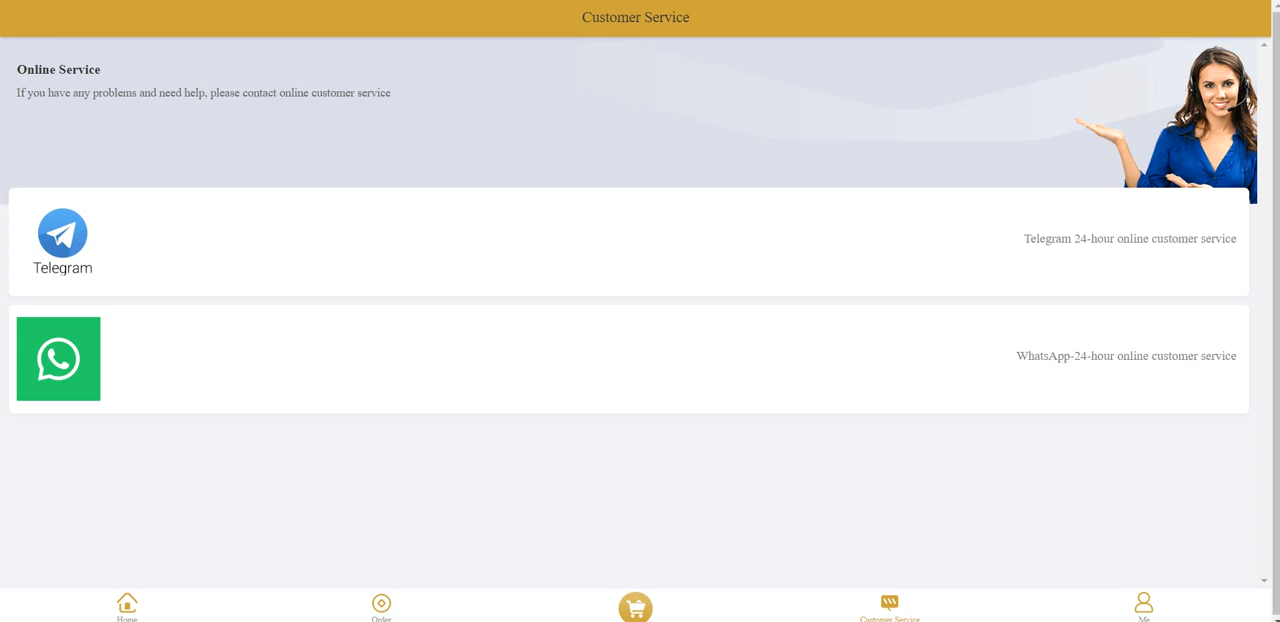 Customer Service
Online Service
If you have any problems and need help, please contact online customer service
Telegram
Telegram 24-hour online customer service
WhatsApp-24-hour online customer service
Home
Order
Customer Service
Me